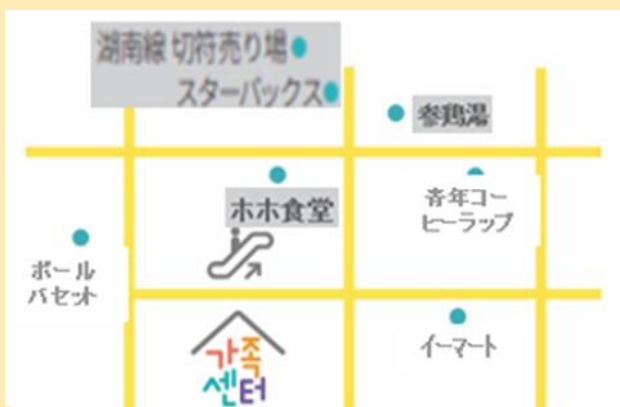 湖南線 切符売り場
スターバックス
参鶏湯
ホホ食堂
青年コー
ヒーラップ
ポール
バセット
イーマート
가족
센터